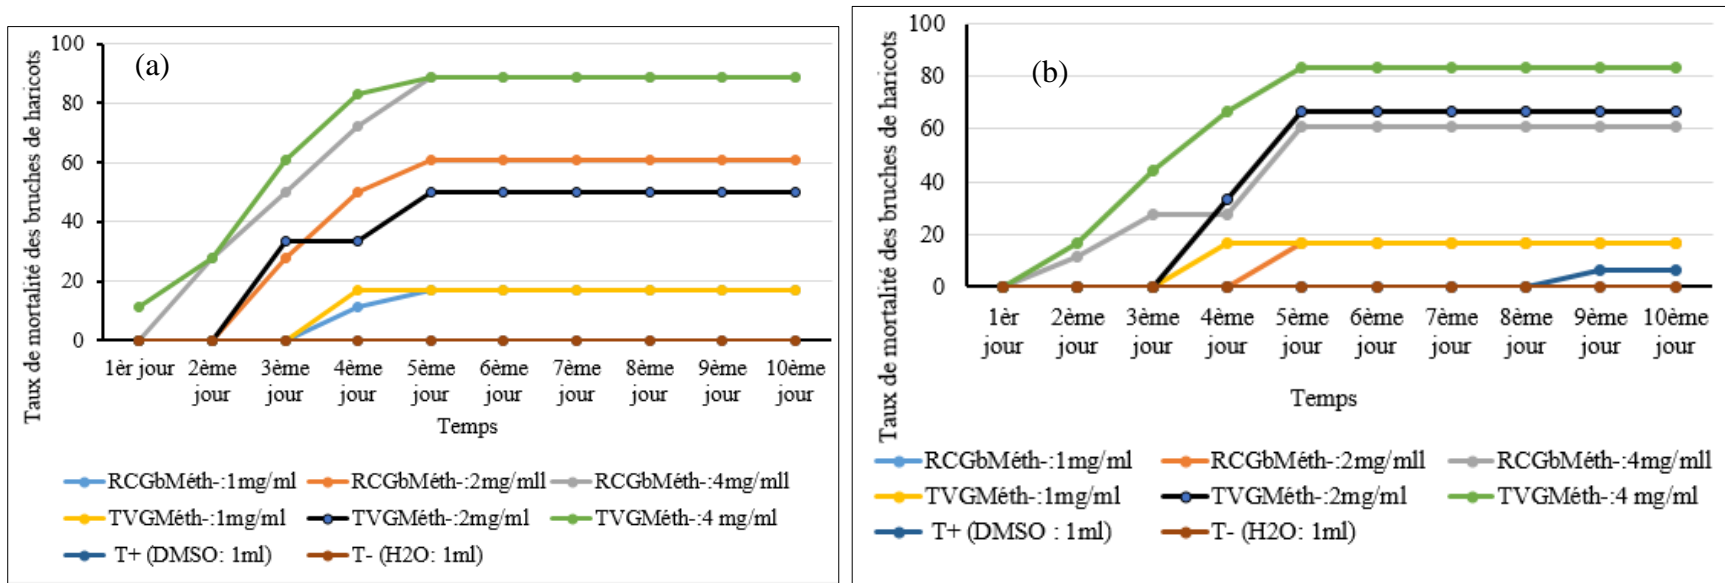 (a)
Taux de mortalité des bruches de haricots
100
80
60
40
20
0
1èr jour
2ème jour
3ème jour
4ème jour
5ème jour
6ème jour
7ème jour
8ème jour
9ème jour
10ème jour
Temps
RCGbMéth-:1mg/ml
RCGbMéth-:2mg/mll
RCGbMéth-:4mg/mll
TVGMéth-:1mg/ml
TVGMéth-:2mg/ml
TVGMéth-:4 mg/ml
T+ (DMSO: 1ml)
T- (H2O: 1ml)
(b)
Taux de mortalité des bruches de haricots
100
80
60
40
20
0
1èr jour
2ème jour
3ème jour
4ème jour
5ème jour
6ème jour
7ème jour
8ème jour
9ème jour
10ème jour
Temps
RCGbMéth-:1mg/ml
RCGbMéth-:2mg/mll
RCGbMéth-:4mg/mll
TVGMéth-:1mg/ml
TVGMéth-:2mg/ml
TVGMéth-:4 mg/ml
T+ (DMSO : 1ml)
T- (H2O: 1ml)